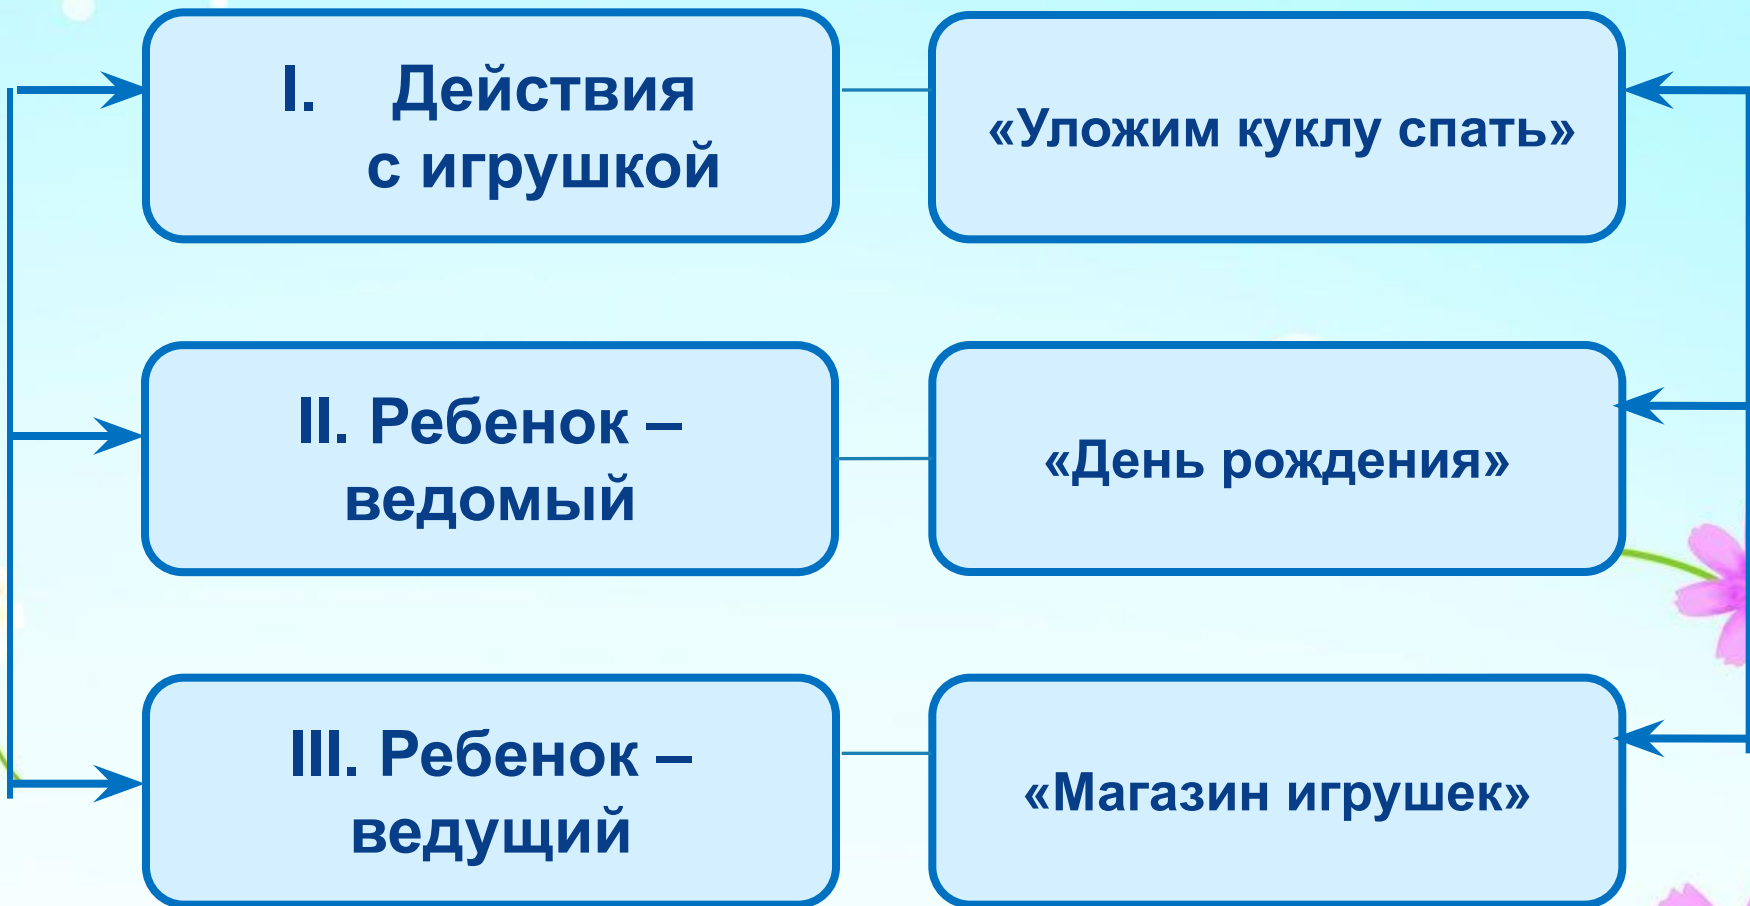 I. Действия
с игрушкой
«Уложим куклу спать»
II. Ребенок –
ведомый
«День рождения»
III. Ребенок –
ведущий
«Магазин игрушек»